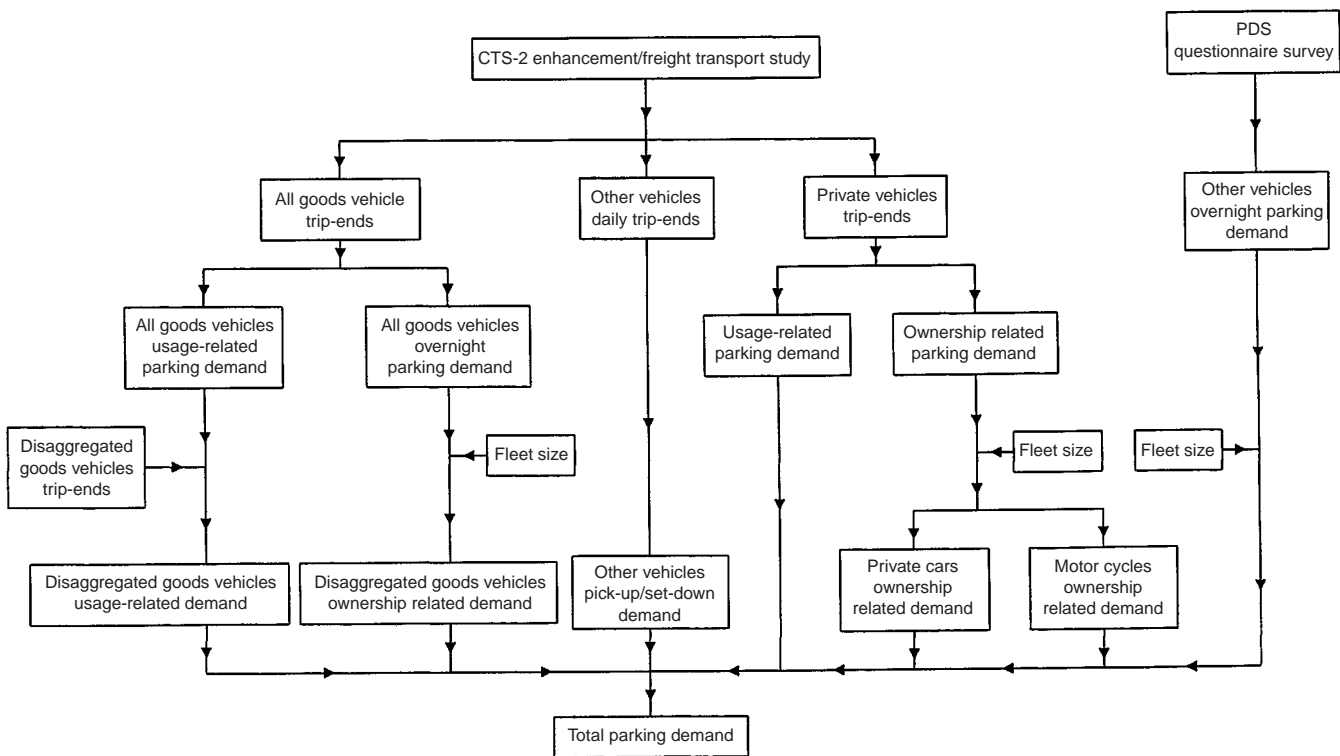 PDS
questionnaire survey
CTS-2 enhancement/freight transport study
All goods vehicle
trip-ends
Other vehicles
daily trip-ends
Private vehicles
trip-ends
Other vehicles
overnight parking
demand
All goods vehicles
usage-related
parking demand
All goods vehicles
overnight
parking demand
Usage-related
parking demand
Ownership related
parking demand
Disaggregated
goods vehicles
trip-ends
Fleet size
Fleet size
Fleet size
Disaggregated goods vehicles
usage-related demand
Disaggregated goods vehicles
ownership related demand
Other vehicles
pick-up/set-down
demand
Private cars
ownership
related demand
Motor cycles
ownership
related demand
Total parking demand